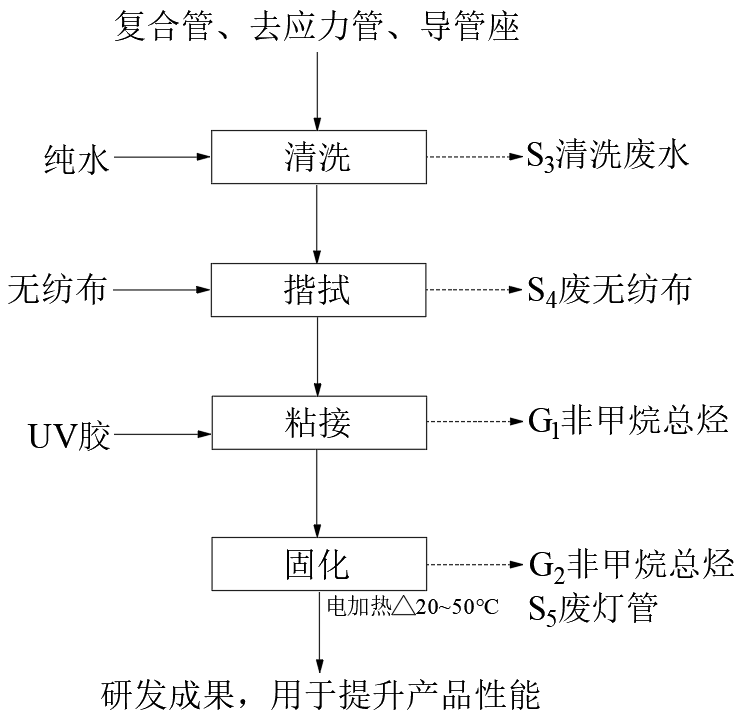 复合管、去应力管、导管座
纯水
清洗
S₃清洗废水
无纺布
揩拭
S₄废无纺布
UV胶
粘接
G₁非甲烷总烃
固化
G₂非甲烷总烃
电加热△20~50℃
S₅废灯管
研发成果，用于提升产品性能